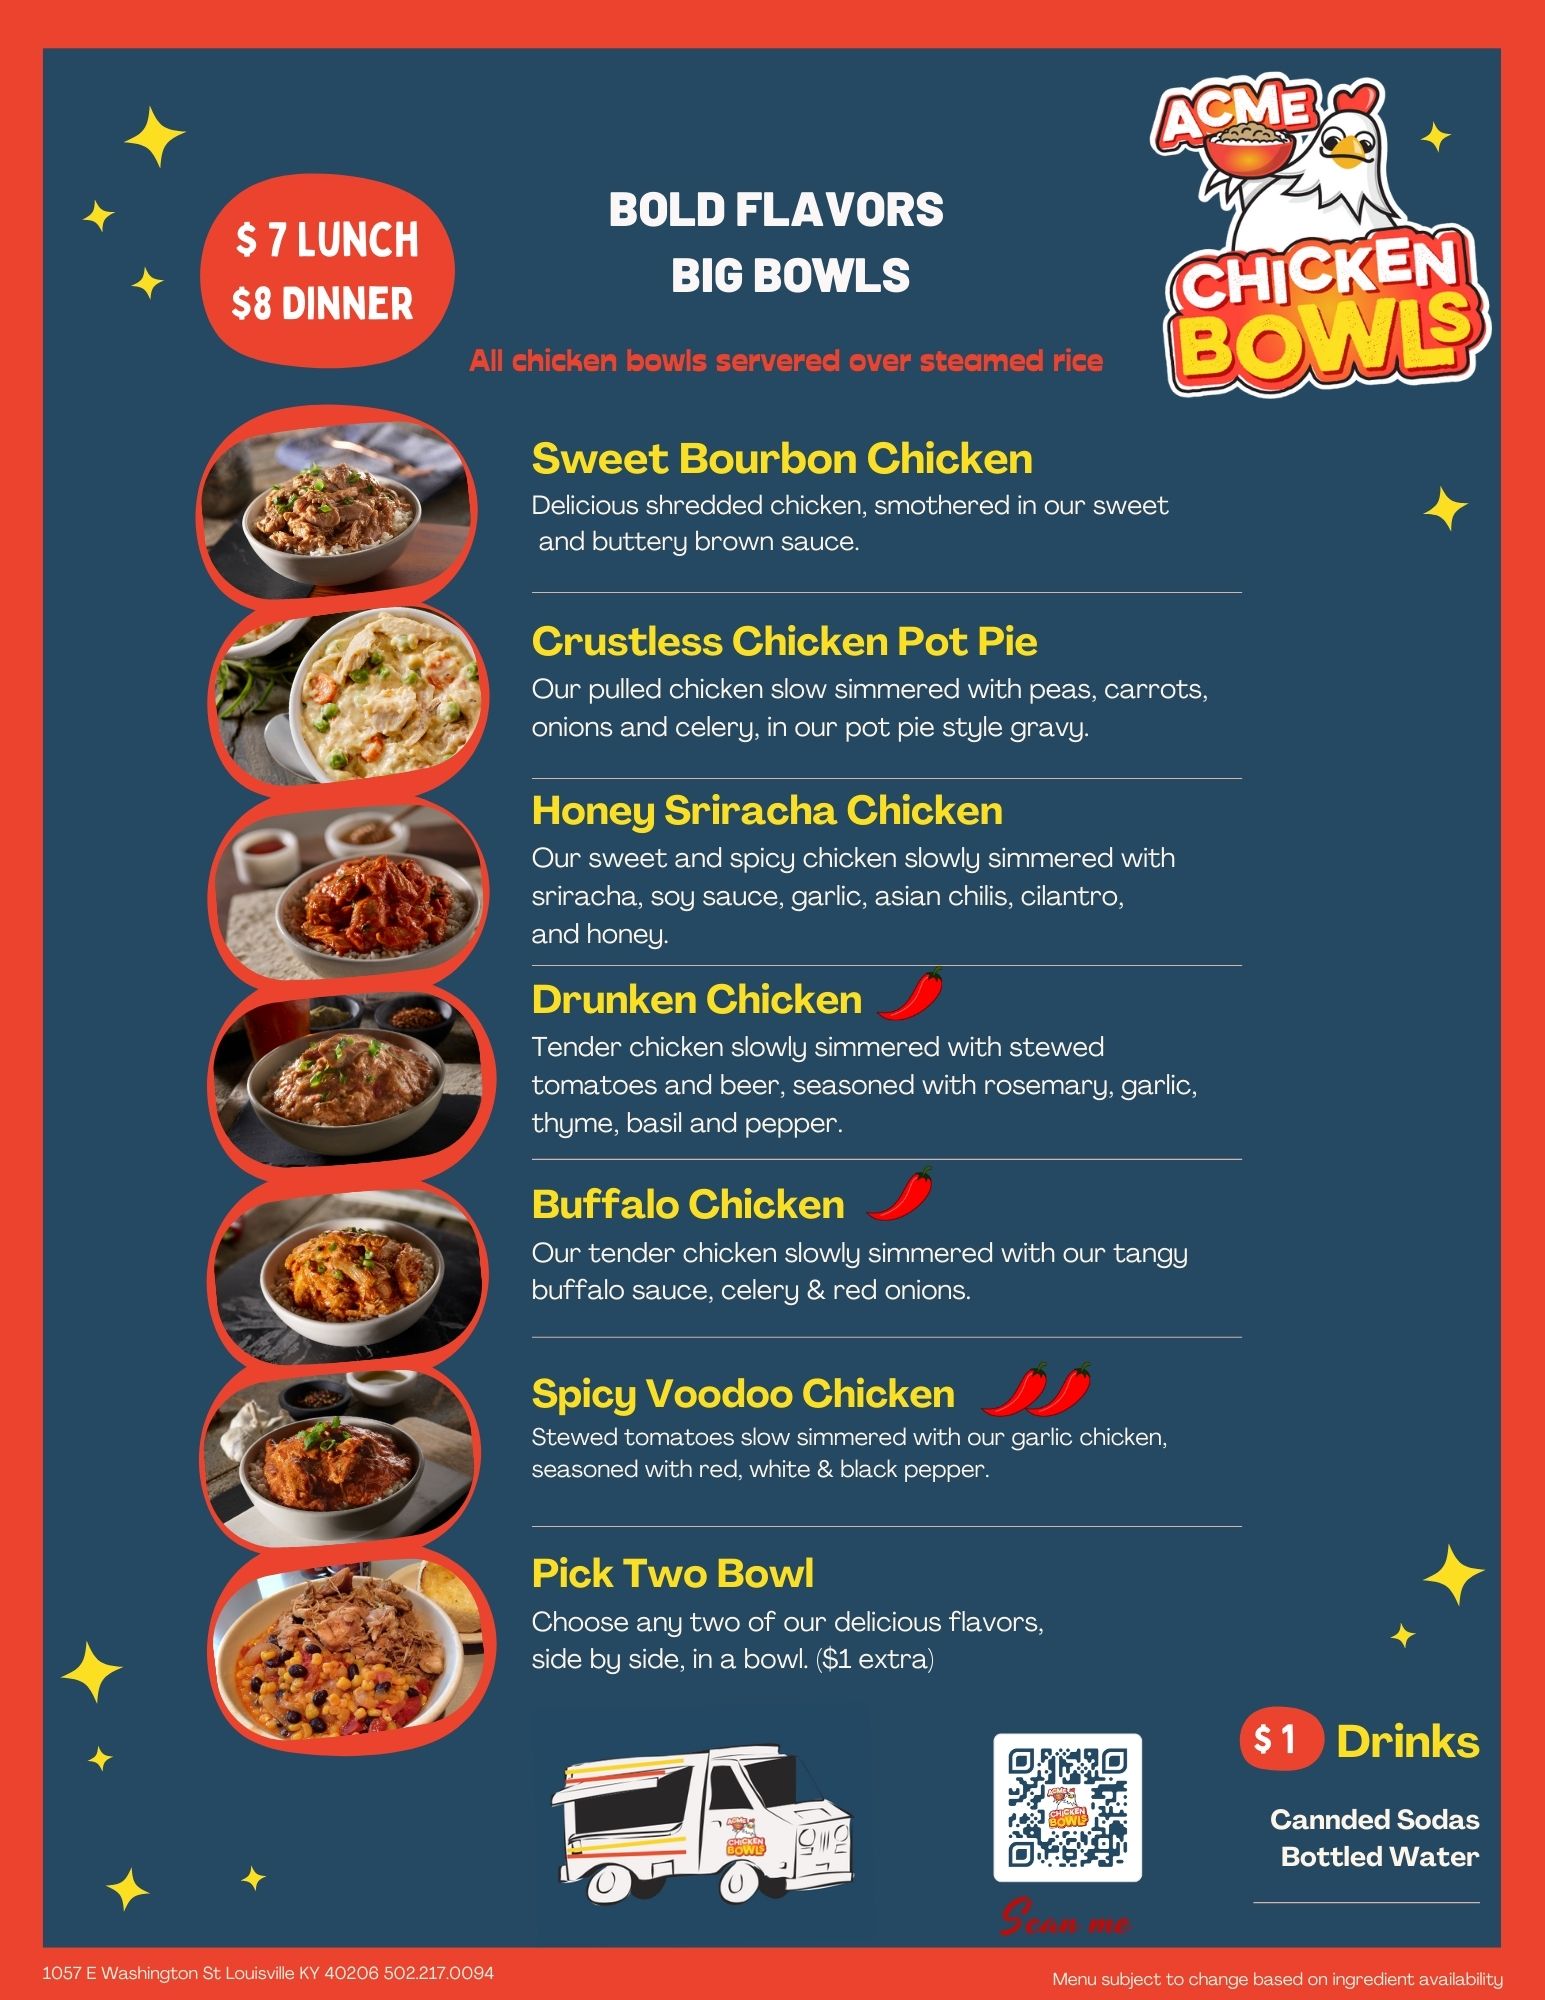 ACME
CHICKEN
BOWLS
$ 7 LUNCH
$8 DINNER
BOLD FLAVORS
BIG BOWLS
All chicken bowls servered over steamed rice
Sweet Bourbon Chicken
Delicious shredded chicken, smothered in our sweet
and buttery brown sauce.
Crustless Chicken Pot Pie
Our pulled chicken slow simmered with peas, carrots,
onions and celery, in our pot pie style gravy.
Honey Sriracha Chicken
Our sweet and spicy chicken slowly simmered with
sriracha, soy sauce, garlic, asian chilis, cilantro,
and honey.
Drunken Chicken
Tender chicken slowly simmered with stewed
tomatoes and beer, seasoned with rosemary, garlic,
thyme, basil and pepper.
Buffalo Chicken
Our tender chicken slowly simmered with our tangy
buffalo sauce, celery & red onions.
Spicy Voodoo Chicken
Stewed tomatoes slow simmered with our garlic chicken,
seasoned with red, white & black pepper.
Pick Two Bowl
Choose any two of our delicious flavors,
side by side, in a bowl. ($1 extra)
ACME
CHICKEN
BOWLS
ACME
CHICKEN
BOWLS
Scan me
$ 1 Drinks
Cannded Sodas
Bottled Water
1057 E Washington St Louisville KY 40206 502.217.0094
Menu subject to change based on ingredient availability